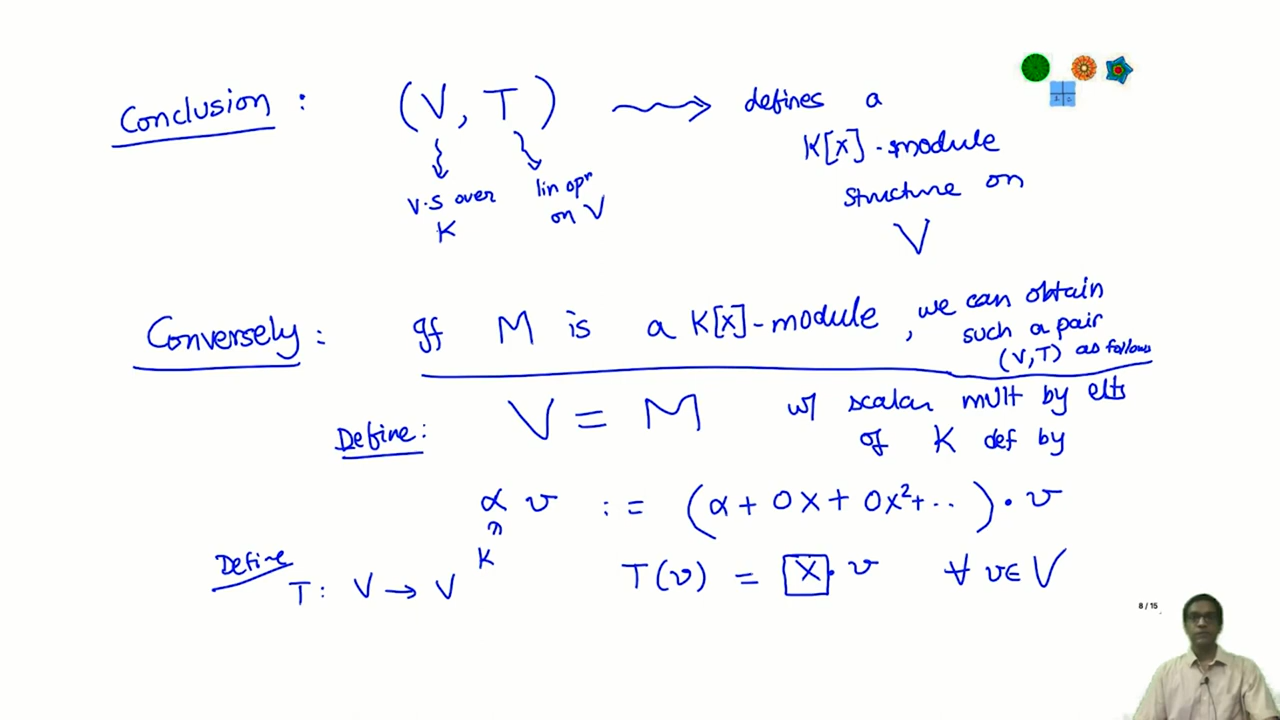 Conclusion : (V, T) ⇝ defines a
K[x]-module
structure on
V
V.S over
K
lin opr
on V
Conversely : If M is a K[x]-module, we can obtain
such a pair
(V,T) as follows
Define: V = M w/ scalar mult by elts
of K def by
α v := (α + 0x + 0x²+ ..) · v
K
Define
T: V → V T(v) = X · v ∀ v∈ V
8 / 15